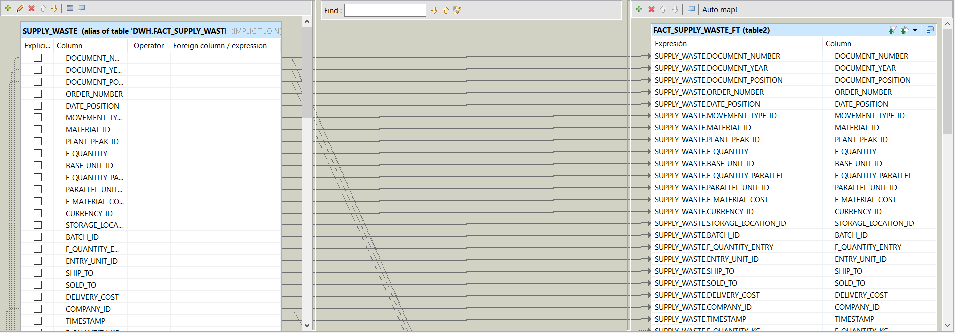 Find :
Auto map!
SUPPLY_WASTE (alias of table 'DWH.FACT_SUPPLY_WASTI
Explici... Column Operator Foreign column / expression
DOCUMENT_N...
DOCUMENT_YE...
DOCUMENT_PO...
ORDER_NUMBER
DATE_POSITION
MOVEMENT_TY...
MATERIAL_ID
PLANT_PEAK_ID
F_QUANTITY
BASE_UNIT_ID
F_QUANTITY_PA...
PARALLEL_UNIT...
F_MATERIAL_CO...
CURRENCY_ID
STORAGE_LOCA...
BATCH_ID
F_QUANTITY_E...
ENTRY_UNIT_ID
SHIP_TO
SOLD_TO
DELIVERY_COST
COMPANY_ID
TIMESTAMP
FACT_SUPPLY_WASTE_FT (table2)
Expresión Column
SUPPLY_WASTE.DOCUMENT_NUMBER DOCUMENT_NUMBER
SUPPLY_WASTE.DOCUMENT_YEAR DOCUMENT_YEAR
SUPPLY_WASTE.DOCUMENT_POSITION DOCUMENT_POSITION
SUPPLY_WASTE.ORDER_NUMBER ORDER_NUMBER
SUPPLY_WASTE.DATE_POSITION DATE_POSITION
SUPPLY_WASTE.MOVEMENT_TYPE_ID MOVEMENT_TYPE_ID
SUPPLY_WASTE.MATERIAL_ID MATERIAL_ID
SUPPLY_WASTE.PLANT_PEAK_ID PLANT_PEAK_ID
SUPPLY_WASTE.F_QUANTITY F_QUANTITY
SUPPLY_WASTE.BASE_UNIT_ID BASE_UNIT_ID
SUPPLY_WASTE.F_QUANTITY_PARALLEL F_QUANTITY_PARALLEL
SUPPLY_WASTE.PARALLEL_UNIT_ID PARALLEL_UNIT_ID
SUPPLY_WASTE.F_MATERIAL_COST F_MATERIAL_COST
SUPPLY_WASTE.CURRENCY_ID CURRENCY_ID
SUPPLY_WASTE.STORAGE_LOCATION_ID STORAGE_LOCATION_ID
SUPPLY_WASTE.BATCH_ID BATCH_ID
SUPPLY_WASTE.F_QUANTITY_ENTRY F_QUANTITY_ENTRY
SUPPLY_WASTE.ENTRY_UNIT_ID ENTRY_UNIT_ID
SUPPLY_WASTE.SHIP_TO SHIP_TO
SUPPLY_WASTE.SOLD_TO SOLD_TO
SUPPLY_WASTE.DELIVERY_COST DELIVERY_COST
SUPPLY_WASTE.COMPANY_ID COMPANY_ID
SUPPLY_WASTE.TIMESTAMP TIMESTAMP